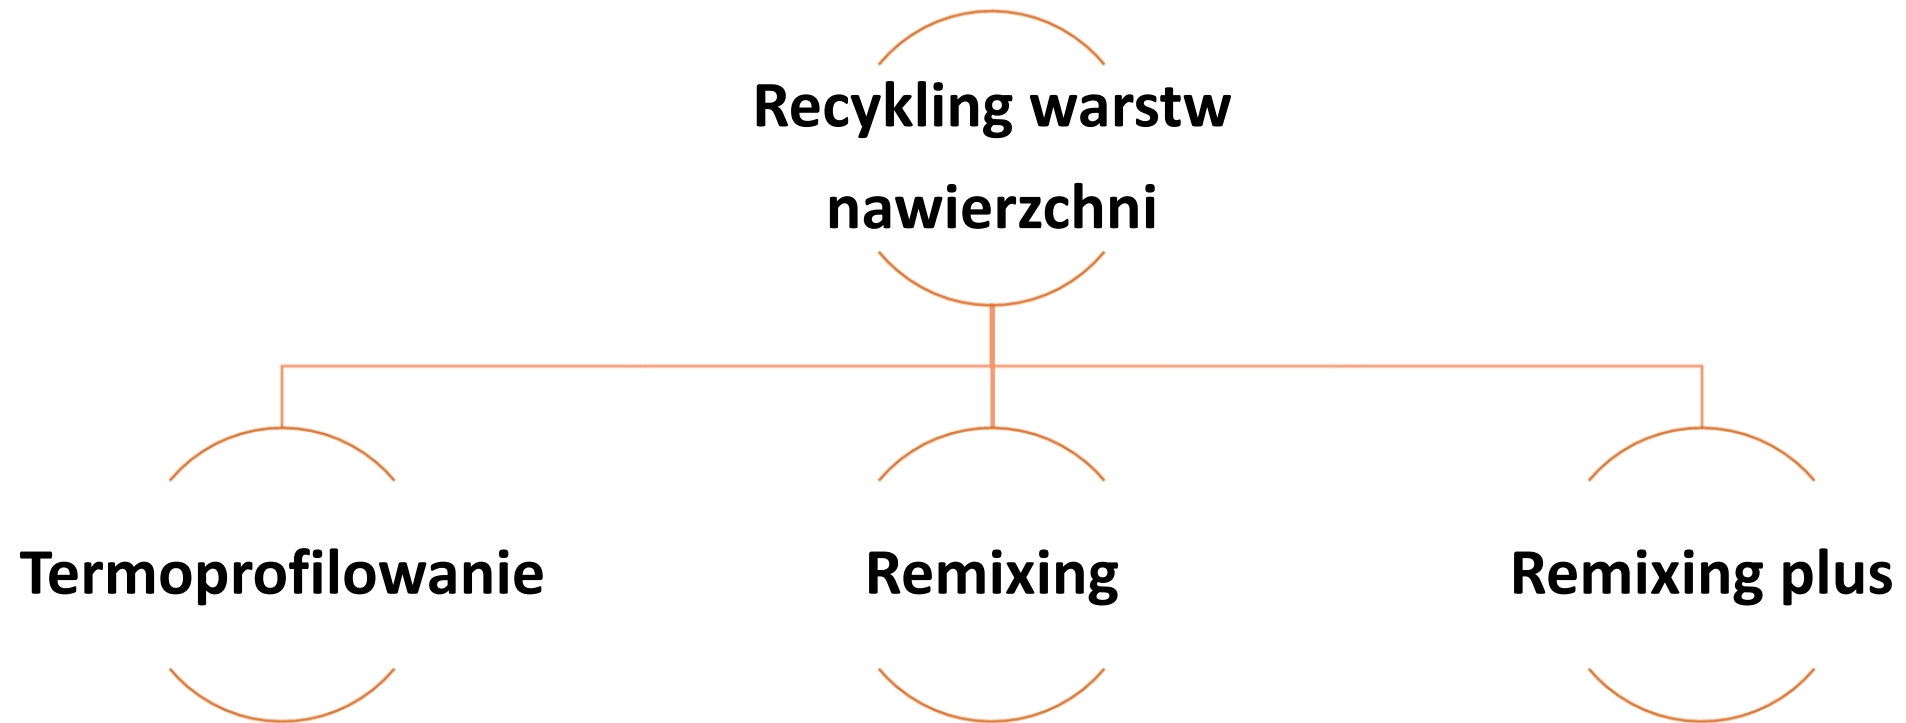 Recykling warstw
nawierzchni
Termoprofilowanie
Remixing
Remixing plus